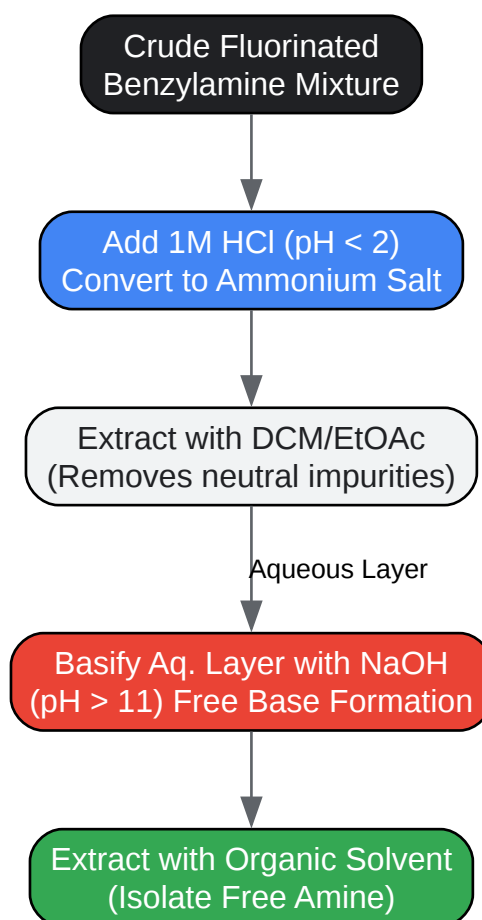 Crude Fluorinated
Benzylamine Mixture
Add 1M HCl (pH < 2)
Convert to Ammonium Salt
Extract with DCM/EtOAc
(Removes neutral impurities)
Aqueous Layer
Basify Aq. Layer with NaOH
(pH > 11) Free Base Formation
Extract with Organic Solvent
(Isolate Free Amine)